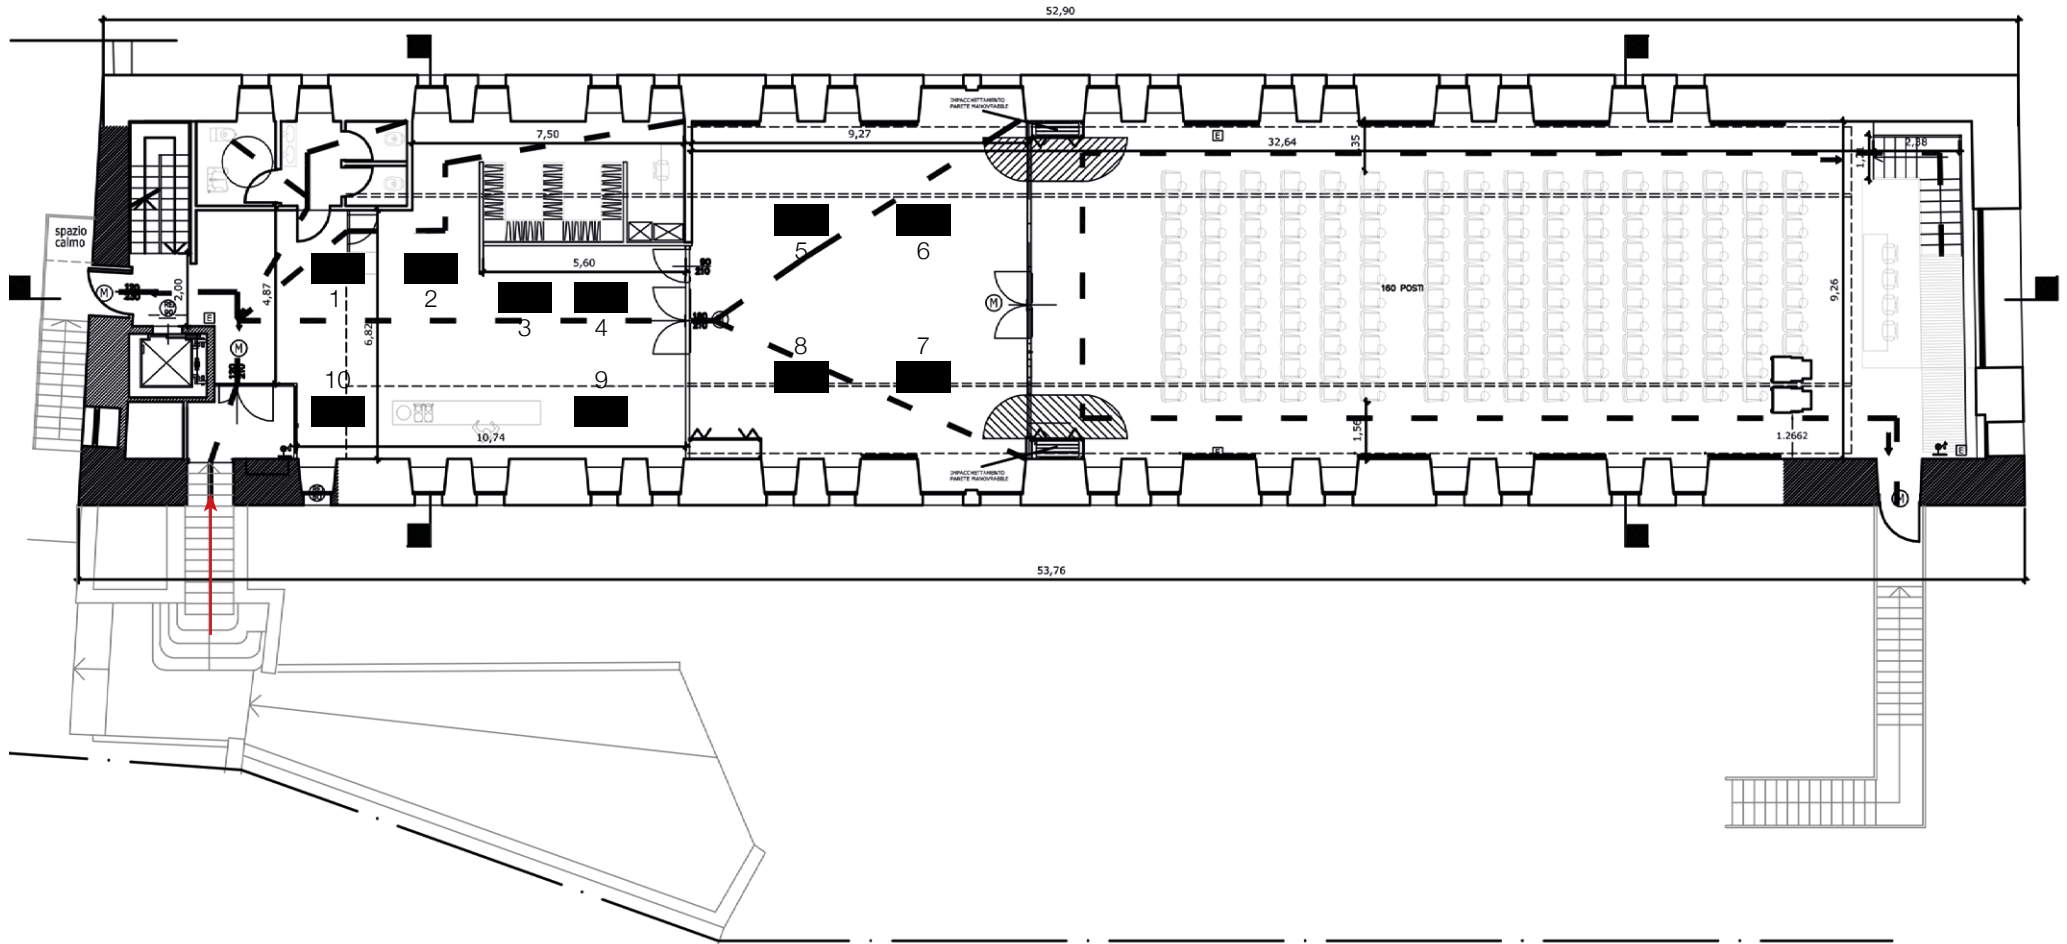 52,90
IMPACCHETTAMENTO
PARETE MANOVRABILE
7,50
9,27
32,64
2,38
E
spazio
calmo
5
6
5,60
1
2
3
4
2,00
4,87
6,82
M
M
M
E
160 POSTI
9,26
8
7
10
9
10,74
1,56
1.2662
E
E
IMPACCHETTAMENTO
PARETE MANOVRABILE
M
53,76